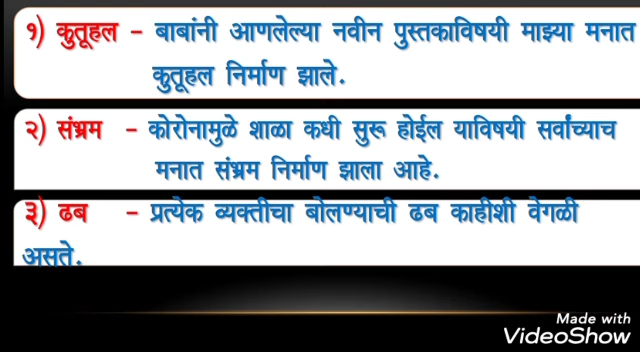 १) कुतूहल - बाबांनी आणलेल्या नवीन पुस्तकाविषयी माझ्या मनात
कुतूहल निर्माण झाले.
२) संभ्रम - कोरोनामुळे शाळा कधी सुरू होईल याविषयी सर्वांच्याच
मनात संभ्रम निर्माण झाला आहे.
३) ढब - प्रत्येक व्यक्तीचा बोलण्याची ढब काहीशी वेगळी
असते.
Made with
VideoShow